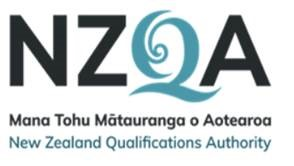 NZQA
Mana Tohu Mātauranga o Aotearoa
New Zealand Qualifications Authority